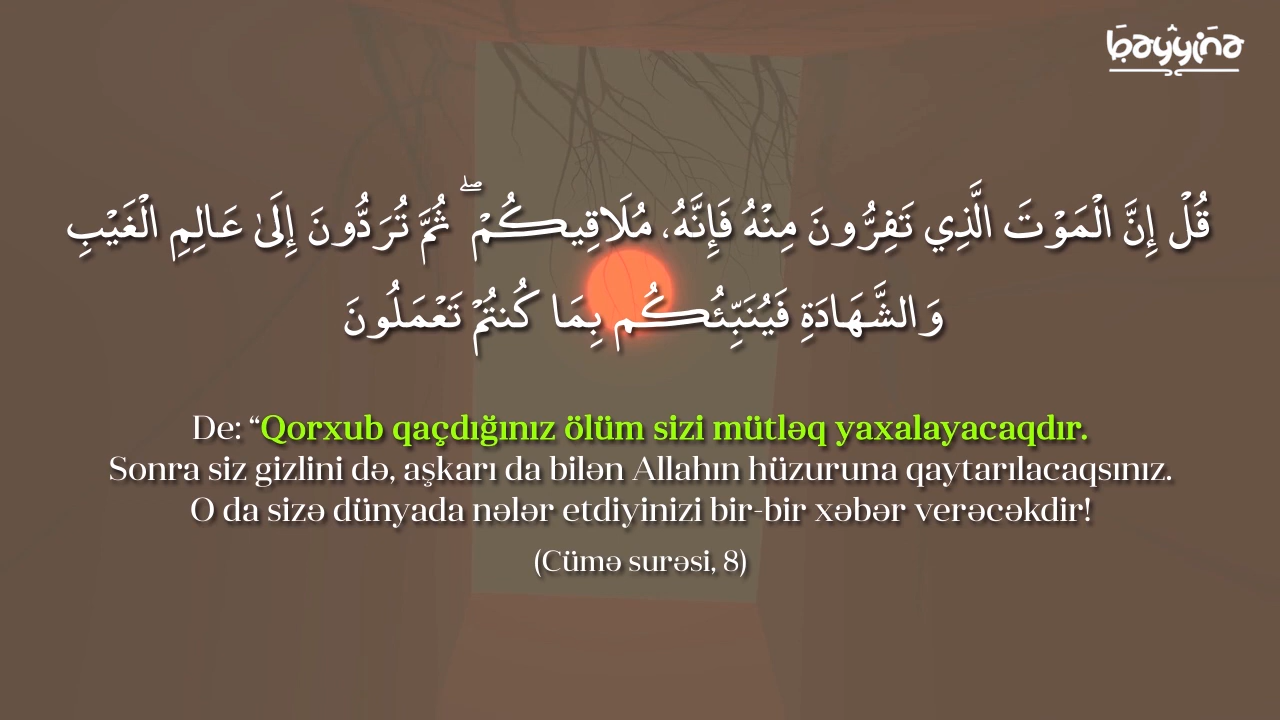 bayyina
قُلْ إِنَّ الْمَوْتَ الَّذِي تَفِرُّونَ مِنْهُ فَإِنَّهُۥ مُلَاقِيكُمْ ۖ ثُمَّ تُرَدُّونَ إِلَىٰ عَالِمِ الْغَيْبِ
وَالشَّهَادَةِ فَيُنَبِّئُكُم بِمَا كُنتُمْ تَعْمَلُونَ
De: “Qorxub qaçdığınız ölüm sizi mütləq yaxalayacaqdır.
Sonra siz gizlini də, aşkarı da bilən Allahın hüzuruna qaytarılacaqsınız.
O da sizə dünyada nələr etdiyinizi bir-bir xəbər verəcəkdir!
(Cümə surəsi, 8)